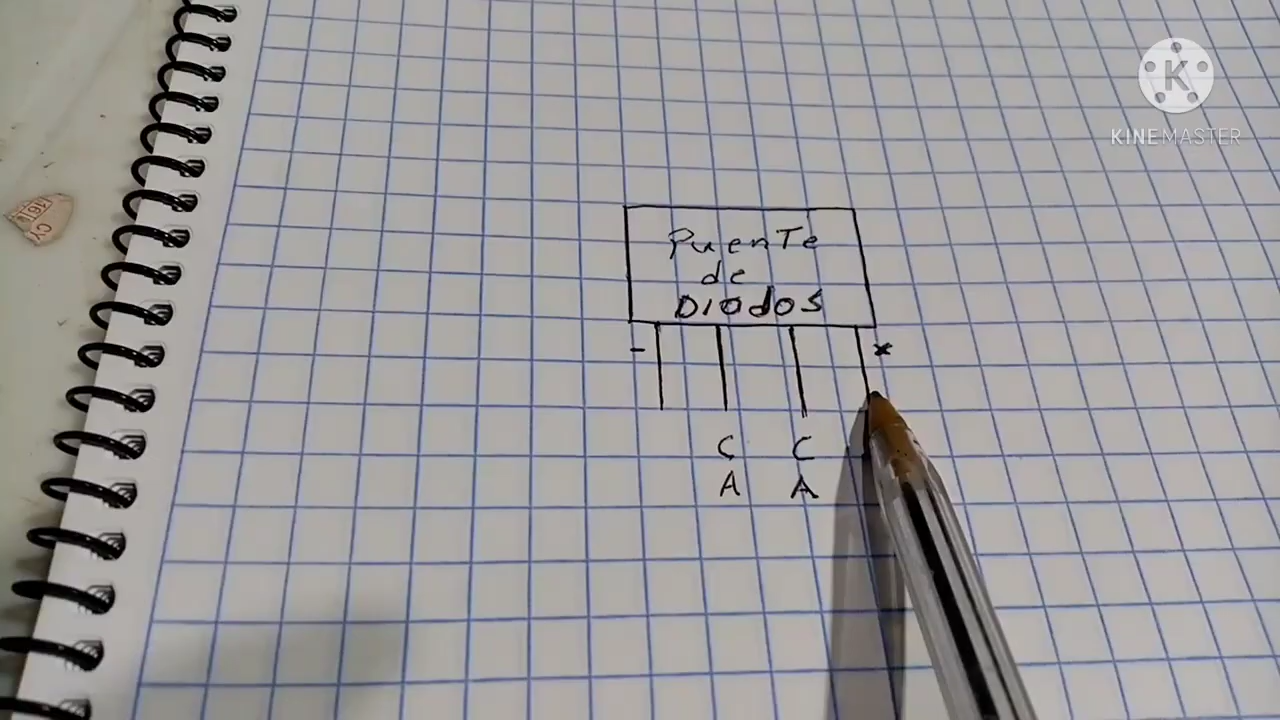 K
KINEMASTER
Puente
de
DIODOS
- +
C C
A A